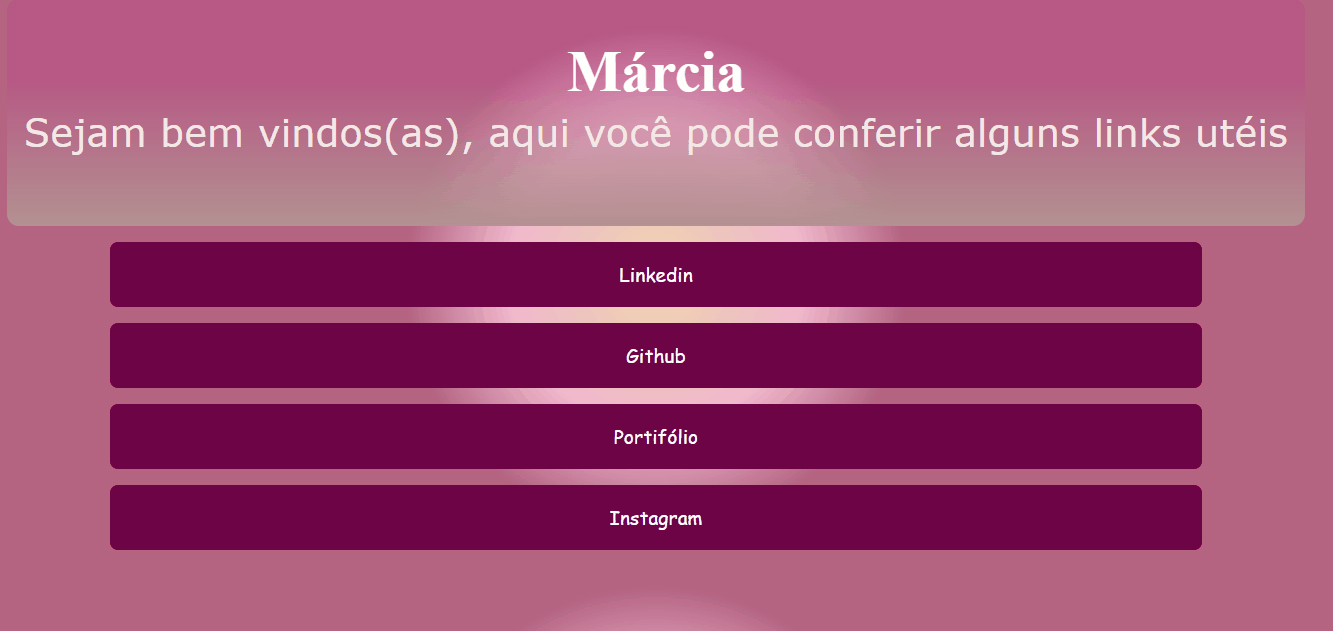 Márcia
Sejam bem vindos(as), aqui você pode conferir alguns links utéis
Linkedin
Github
Portifólio
Instagram